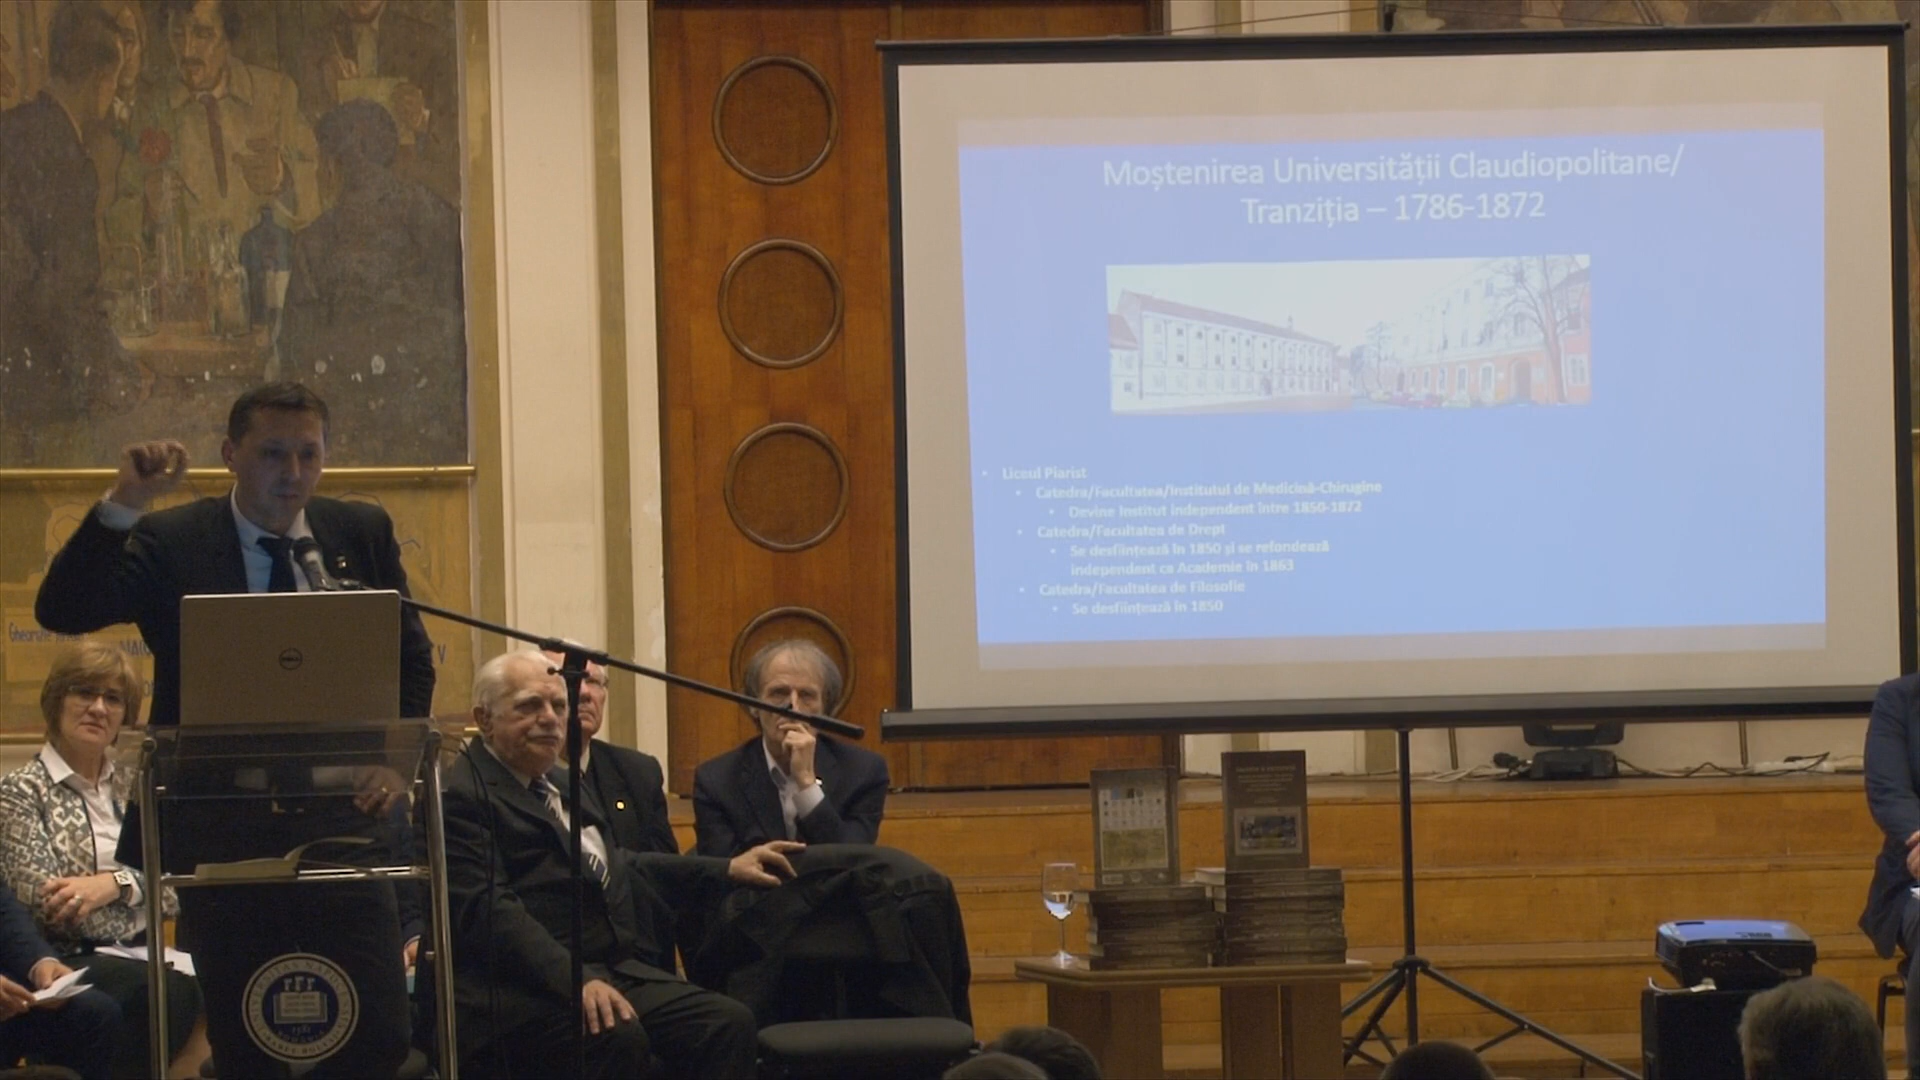 Moștenirea Universității Claudiopolitane/
Tranziția – 1786-1872
• Liceul Piarist
• Catedra/Facultatea/Institutul de Medicină-Chirugine
• Devine Institut independent între 1850-1872
• Catedra/Facultatea de Drept
• Se desființează în 1850 și se refondează
independent ca Academie în 1863
• Catedra/Facultatea de Filosofie
• Se desființează în 1850
DELL
Gheorghe